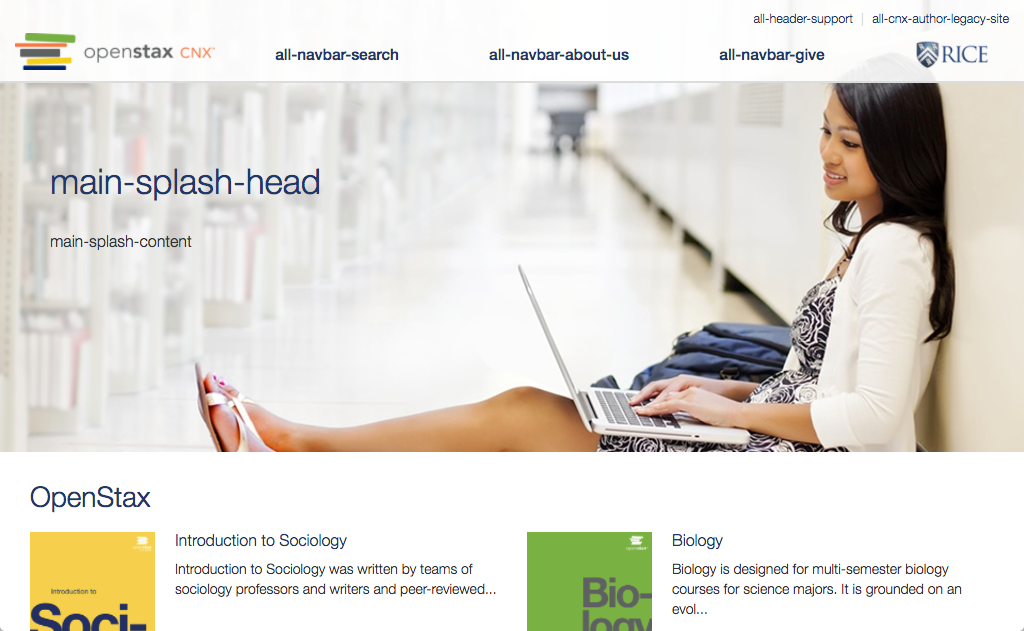 all-header-support
all-cnx-author-legacy-site
openstax CNX
all-navbar-search
all-navbar-about-us
all-navbar-give
RICE
main-splash-head
main-splash-content
OpenStax
Introduction to Sociology
Introduction to Sociology was written by teams of
sociology professors and writers and peer-reviewed...
Introduction to
Soci-
Biology
Biology is designed for multi-semester biology
courses for science majors. It is grounded on an
evol...
Bio-
logy